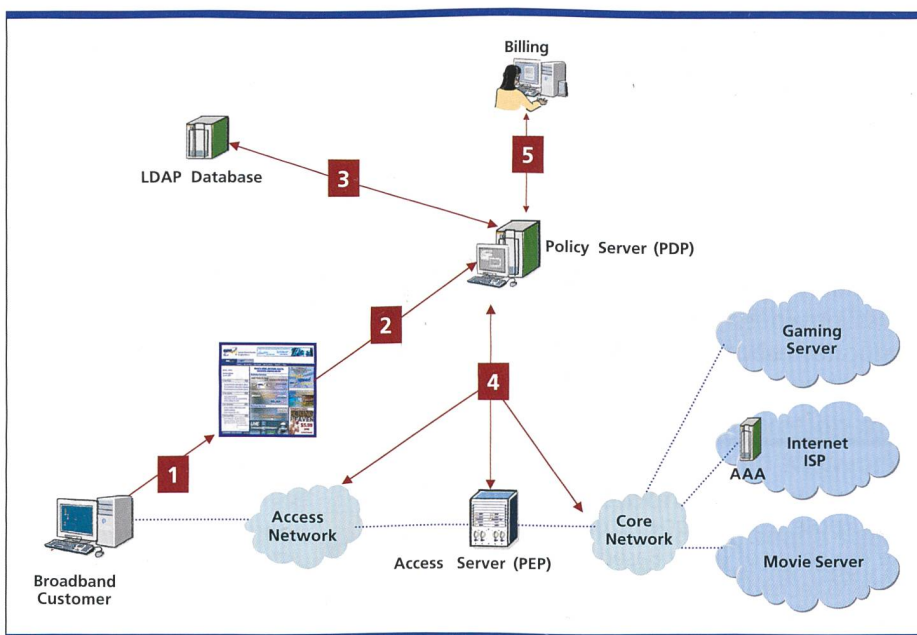 Billing
5
LDAP Database
3
Policy Server (PDP)
2
Gaming
Server
4
1
Internet
ISP
AAA
Access
Network
Core
Network
Access Server (PEP)
Movie Server
Broadband
Customer